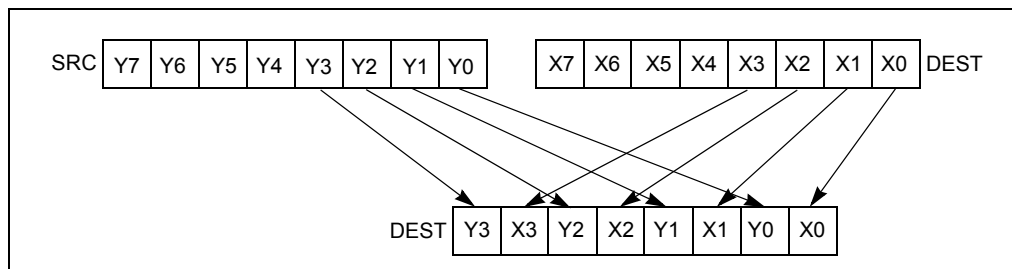 SRC Y7 Y6 Y5 Y4 Y3 Y2 Y1 Y0 X7 X6 X5 X4 X3 X2 X1 X0 DEST
DEST Y3 X3 Y2 X2 Y1 X1 Y0 X0